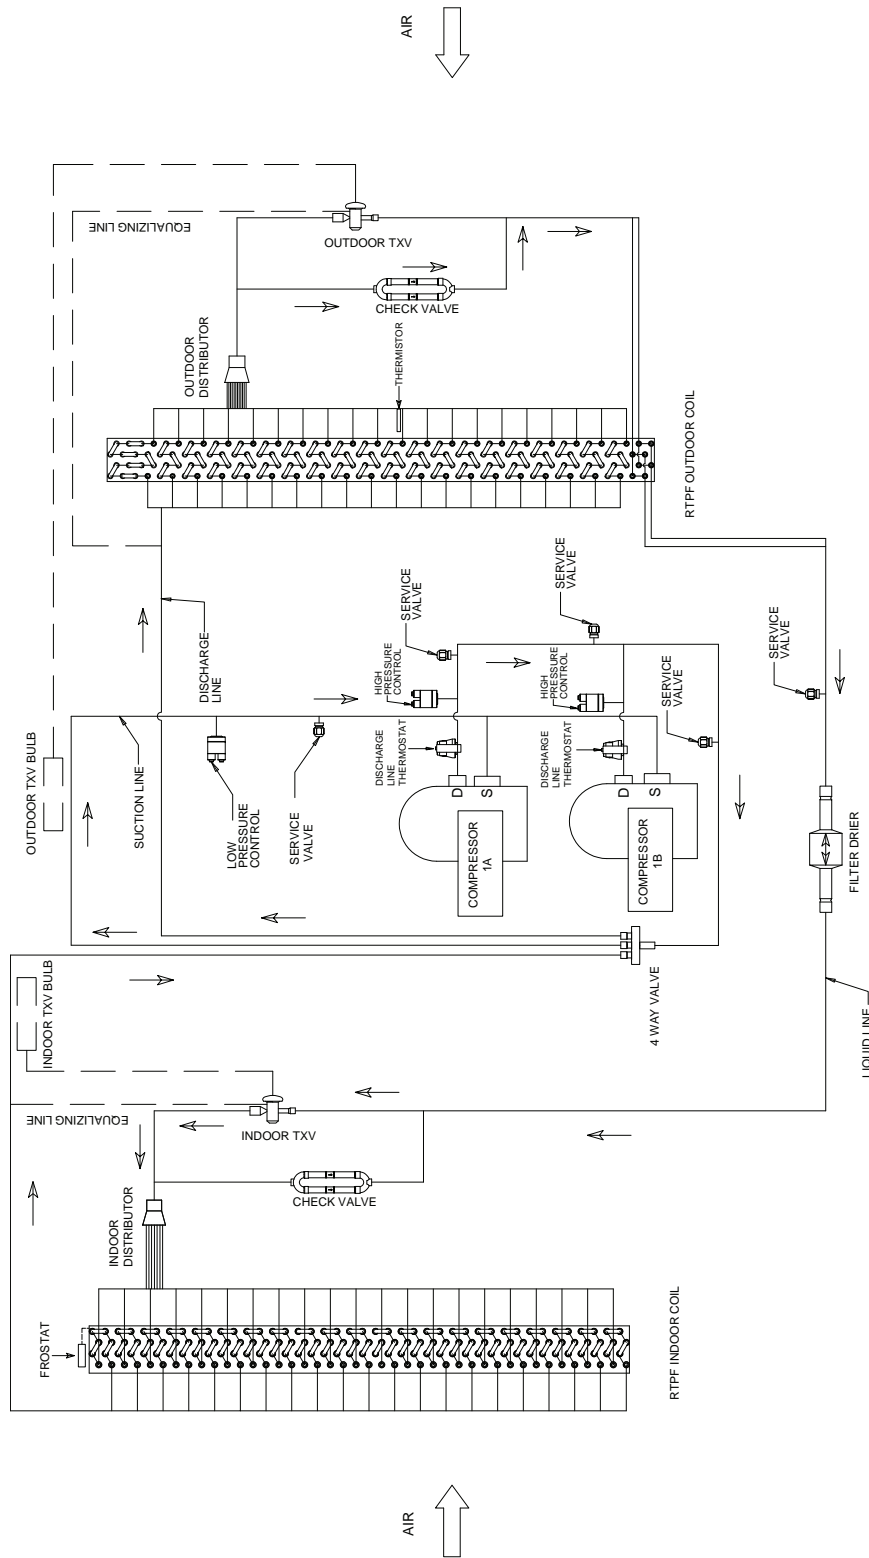 AIR
EQUALIZING LINE
OUTDOOR TXV
CHECK VALVE
OUTDOOR
DISTRIBUTOR
THERMISTOR
RTPF OUTDOOR COIL
DISCHARGE
LINE
OUTDOOR TXV BULB
SUCTION LINE
LOW
PRESSURE
CONTROL
SERVICE
VALVE
SERVICE
VALVE
HIGH
PRESSURE
CONTROL
DISCHARGE
LINE
THERMOSTAT
D
S
COMPRESSOR
1A
SERVICE
VALVE
HIGH
PRESSURE
CONTROL
DISCHARGE
LINE
THERMOSTAT
D
S
COMPRESSOR
1B
SERVICE
VALVE
SERVICE
VALVE
FILTER DRIER
4 WAY VALVE
LIQUID LINE
INDOOR TXV BULB
EQUALIZING LINE
INDOOR TXV
CHECK VALVE
INDOOR
DISTRIBUTOR
FROSTAT
RTPF INDOOR COIL
AIR